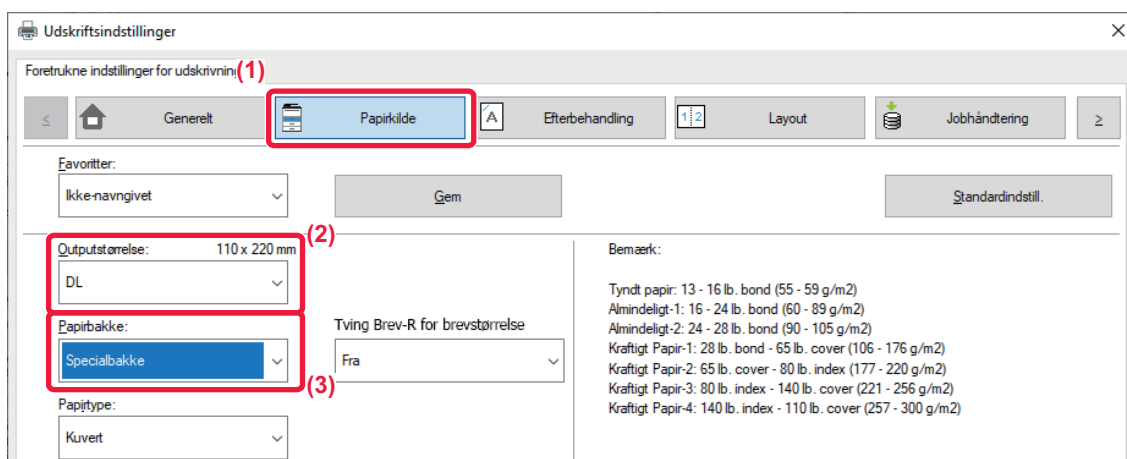 Udskriftsindstillinger
Foretrukne indstillinger for udskrivning
(1)
≤ Generelt Papirkilde A Efterbehandling 1 2 Layout Jobhåndtering ≥
Favoritter:
Ikke-navngivet Gem Standardindstill.
(2)
Outputstørrelse: 110 x 220 mm
DL
Papirbakke:
Specialbakke
(3)
Papirtype:
Kuvert
Tving Brev-R for brevstørrelse
Fra
Bemærk:
Tyndt papir: 13 - 16 lb. bond (55 - 59 g/m2)
Almindeligt-1: 16 - 24 lb. bond (60 - 89 g/m2)
Almindeligt-2: 24 - 28 lb. bond (90 - 105 g/m2)
Kraftigt Papir-1: 28 lb. bond - 65 lb. cover (106 - 176 g/m2)
Kraftigt Papir-2: 65 lb. cover - 80 lb. index (177 - 220 g/m2)
Kraftigt Papir-3: 80 lb. index - 140 lb. cover (221 - 256 g/m2)
Kraftigt Papir-4: 140 lb. index - 110 lb. cover (257 - 300 g/m2)